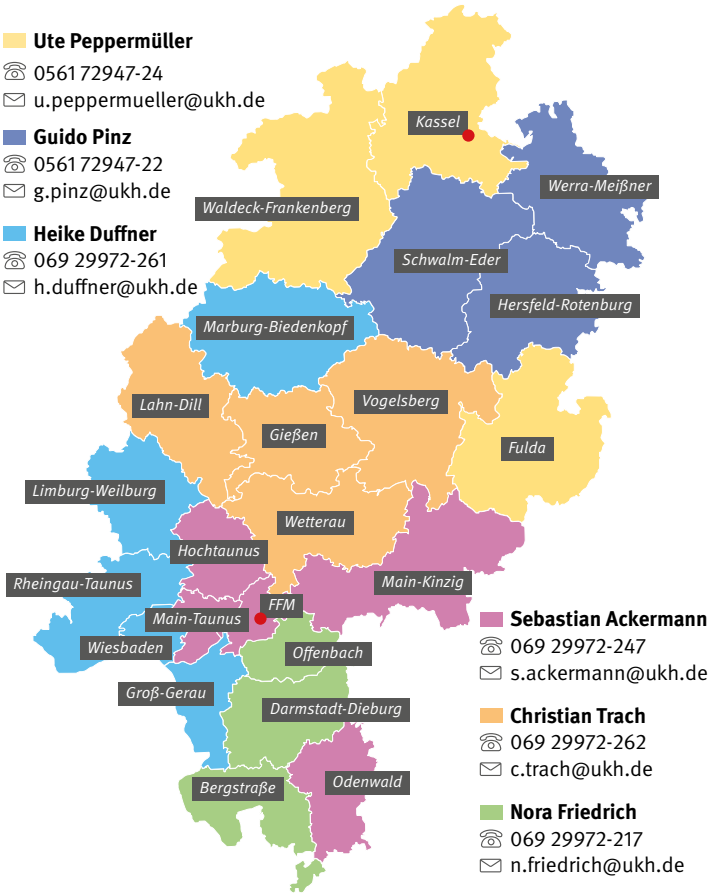 Ute Peppermüller
0561 72947-24
u.peppermueller@ukh.de
Guido Pinz
0561 72947-22
g.pinz@ukh.de
Heike Duffner
069 29972-261
h.duffner@ukh.de
Kassel
Werra-Meißner
Waldeck-Frankenberg
Schwalm-Eder
Hersfeld-Rotenburg
Marburg-Biedenkopf
Lahn-Dill
Vogelsberg
Gießen
Fulda
Limburg-Weilburg
Wetterau
Hochtaunus
Rheingau-Taunus
Main-Kinzig
FFM
Main-Taunus
Wiesbaden
Offenbach
Groß-Gerau
Darmstadt-Dieburg
Bergstraße
Odenwald
Sebastian Ackermann
069 29972-247
s.ackermann@ukh.de
Christian Trach
069 29972-262
c.trach@ukh.de
Nora Friedrich
069 29972-217
n.friedrich@ukh.de